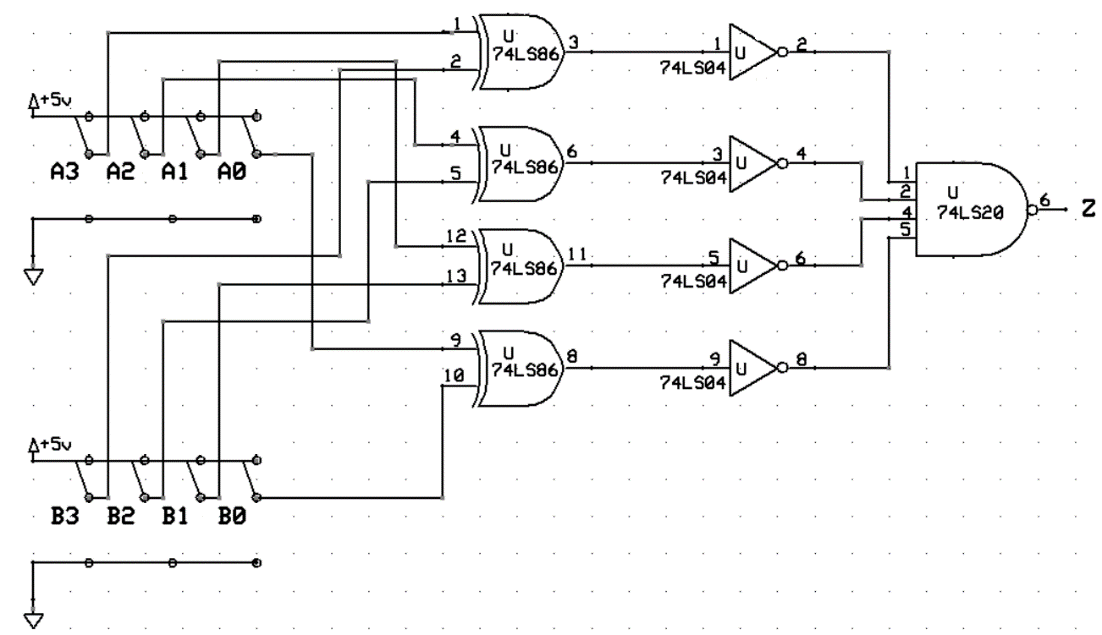 1 U 3 1 U 2
2 74LS86 74LS04
+5v
A3 A2 A1 A0
4 U 6 3 U 4
5 74LS86 74LS04
1
2 U
4 74LS20 6 Z
5
12 U 11 5 U 6
13 74LS86 74LS04
9 U 8 9 U 8
10 74LS86 74LS04
+5v
B3 B2 B1 B0